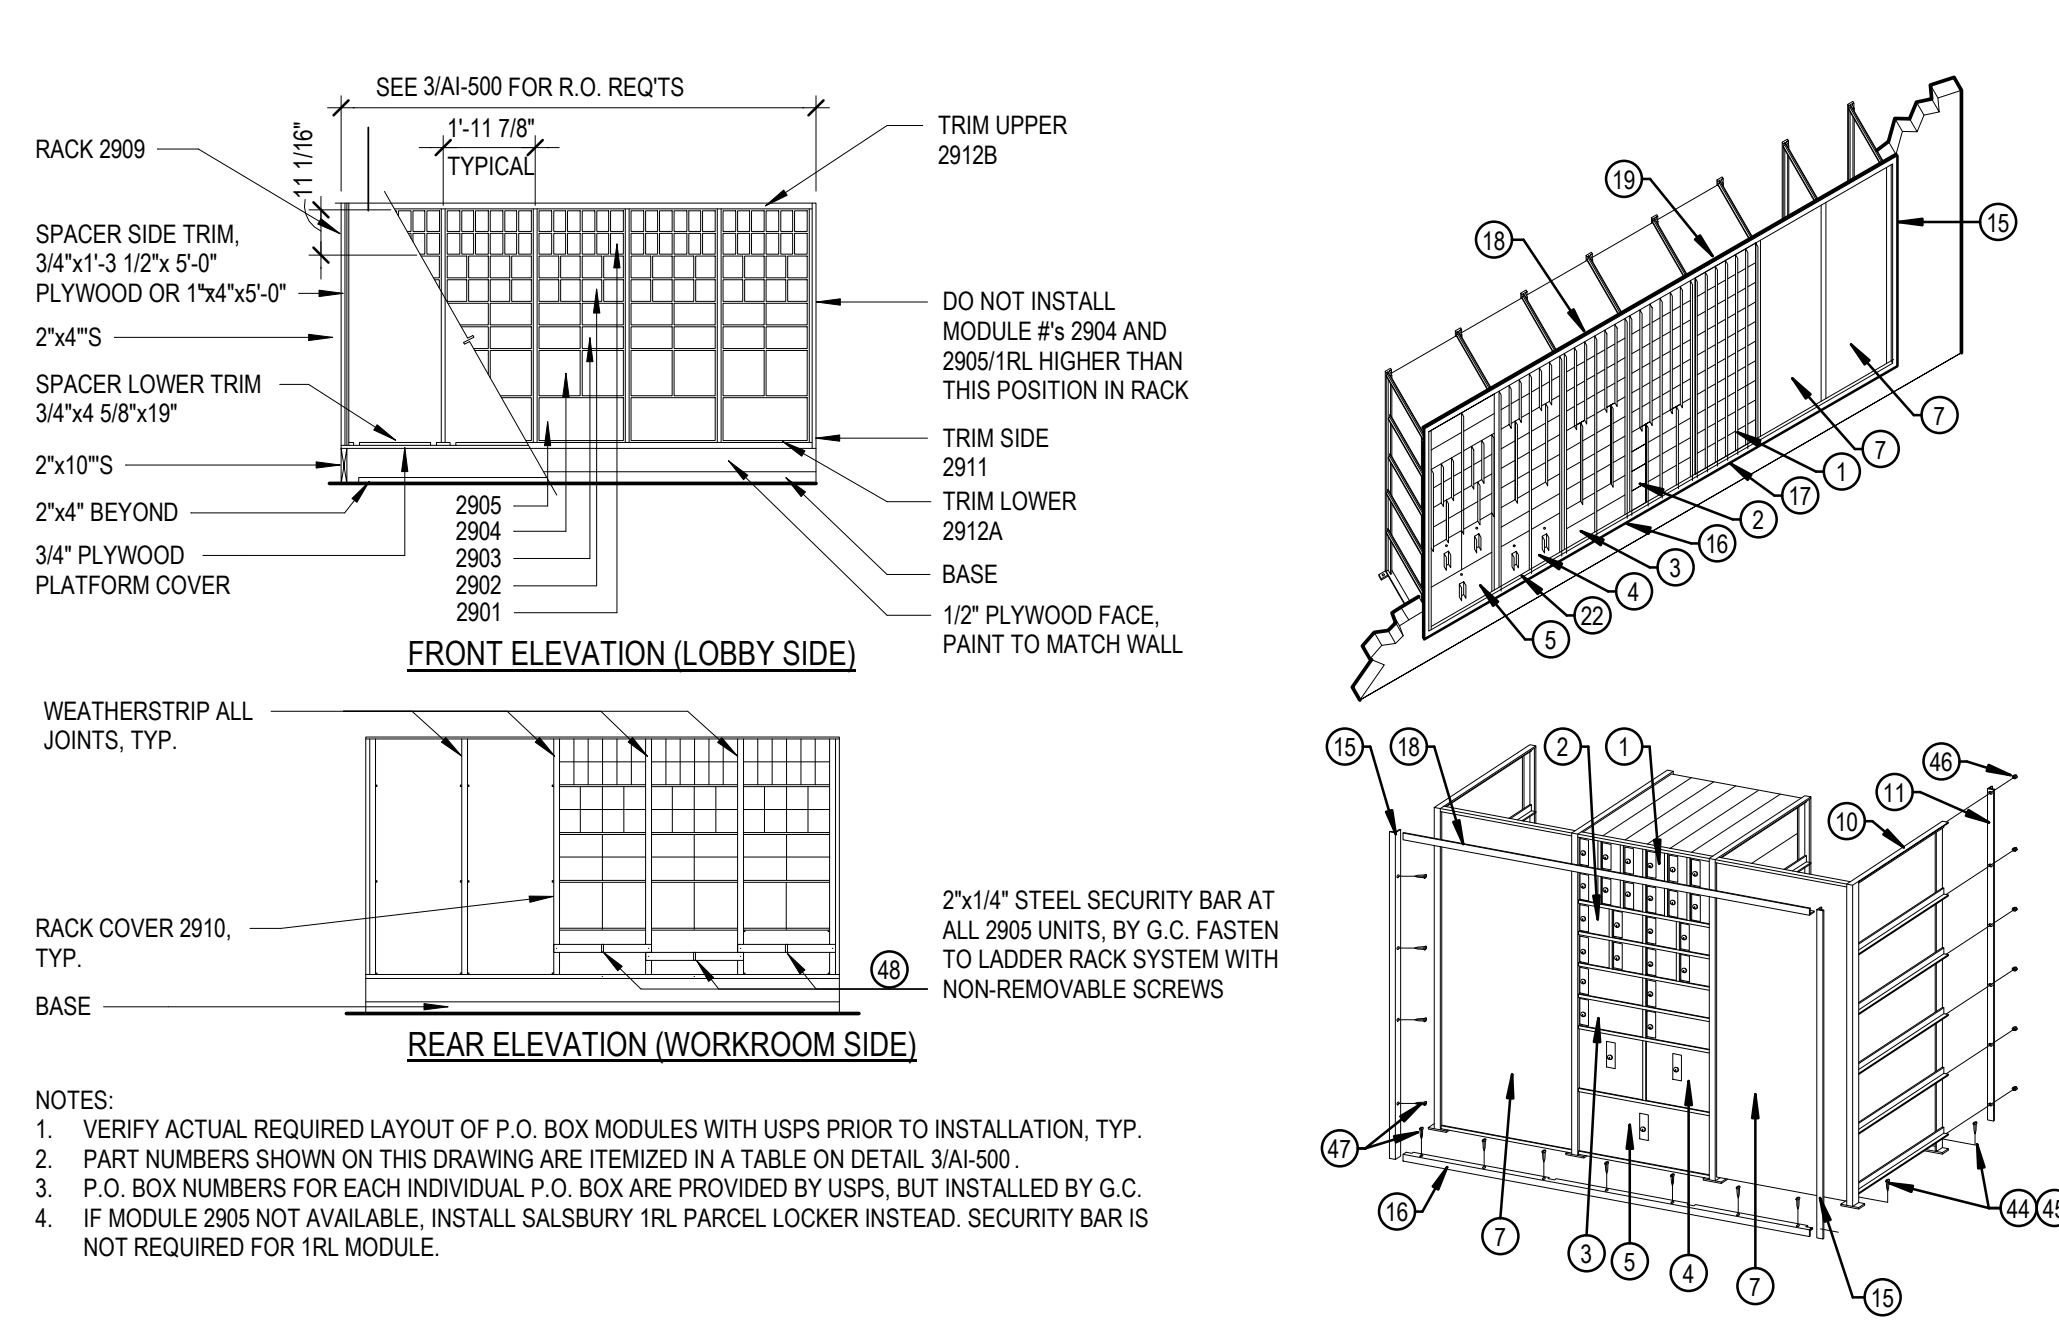 SEE 3/AI-500 FOR R.O. REQ'TS
1'-11 7/8"
TYPICAL
11 1/16"
RACK 2909
SPACER SIDE TRIM,
3/4"x1'-3 1/2"x 5'-0"
PLYWOOD OR 1"x4"x5'-0"
2"x4"'S
SPACER LOWER TRIM
3/4"x4 5/8"x19"
2"x10"'S
2"x4" BEYOND
3/4" PLYWOOD
PLATFORM COVER
2905
2904
2903
2902
2901
TRIM UPPER
2912B
DO NOT INSTALL
MODULE #'s 2904 AND
2905/1RL HIGHER THAN
THIS POSITION IN RACK
TRIM SIDE
2911
TRIM LOWER
2912A
BASE
1/2" PLYWOOD FACE,
PAINT TO MATCH WALL
FRONT ELEVATION (LOBBY SIDE)
19
18
15
7
7
1
17
2
16
3
4
22
5
WEATHERSTRIP ALL
JOINTS, TYP.
RACK COVER 2910,
TYP.
BASE
48
2"x1/4" STEEL SECURITY BAR AT
ALL 2905 UNITS, BY G.C. FASTEN
TO LADDER RACK SYSTEM WITH
NON-REMOVABLE SCREWS
REAR ELEVATION (WORKROOM SIDE)
15
18
2
1
46
11
10
47
16
7
3
5
4
7
15
44
45
NOTES:
1. VERIFY ACTUAL REQUIRED LAYOUT OF P.O. BOX MODULES WITH USPS PRIOR TO INSTALLATION, TYP.
2. PART NUMBERS SHOWN ON THIS DRAWING ARE ITEMIZED IN A TABLE ON DETAIL 3/AI-500 .
3. P.O. BOX NUMBERS FOR EACH INDIVIDUAL P.O. BOX ARE PROVIDED BY USPS, BUT INSTALLED BY G.C.
4. IF MODULE 2905 NOT AVAILABLE, INSTALL SALSBURY 1RL PARCEL LOCKER INSTEAD. SECURITY BAR IS
NOT REQUIRED FOR 1RL MODULE.